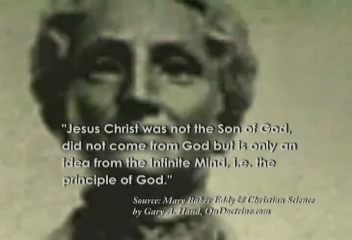 "Jesus Christ was not the Son of God,
did not come from God but is only an
idea from the Infinite Mind, i.e. the
principle of God."
Source: Mary Baker Eddy & Christian Science
by Gary A. Hand, OnDoctrine.com